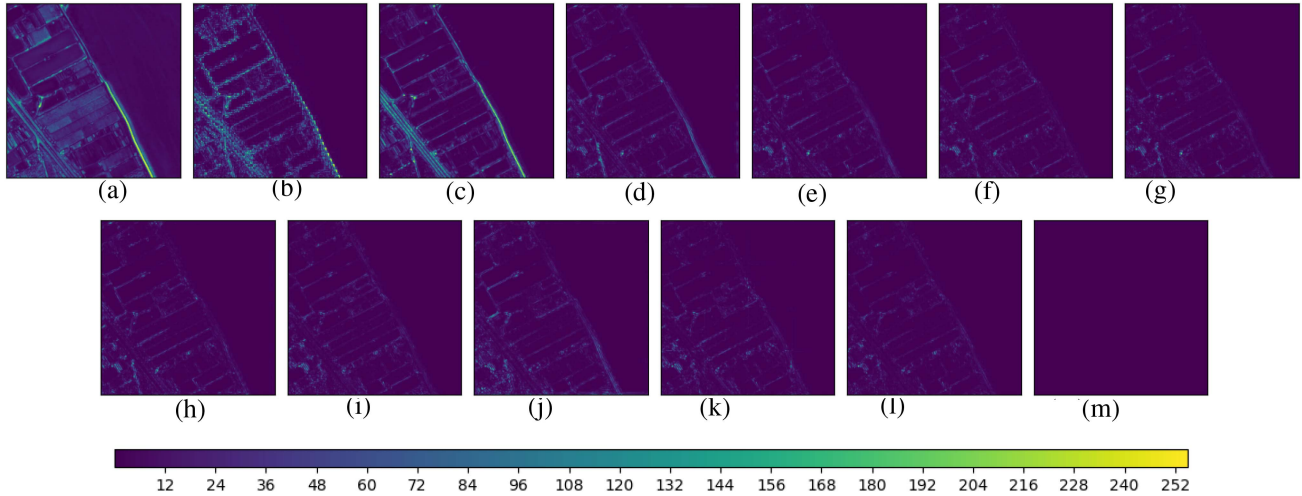 (a) (b) (c) (d) (e) (f) (g)
(h) (i) (j) (k) (l) (m)
12 24 36 48 60 72 84 96 108 120 132 144 156 168 180 192 204 216 228 240 252